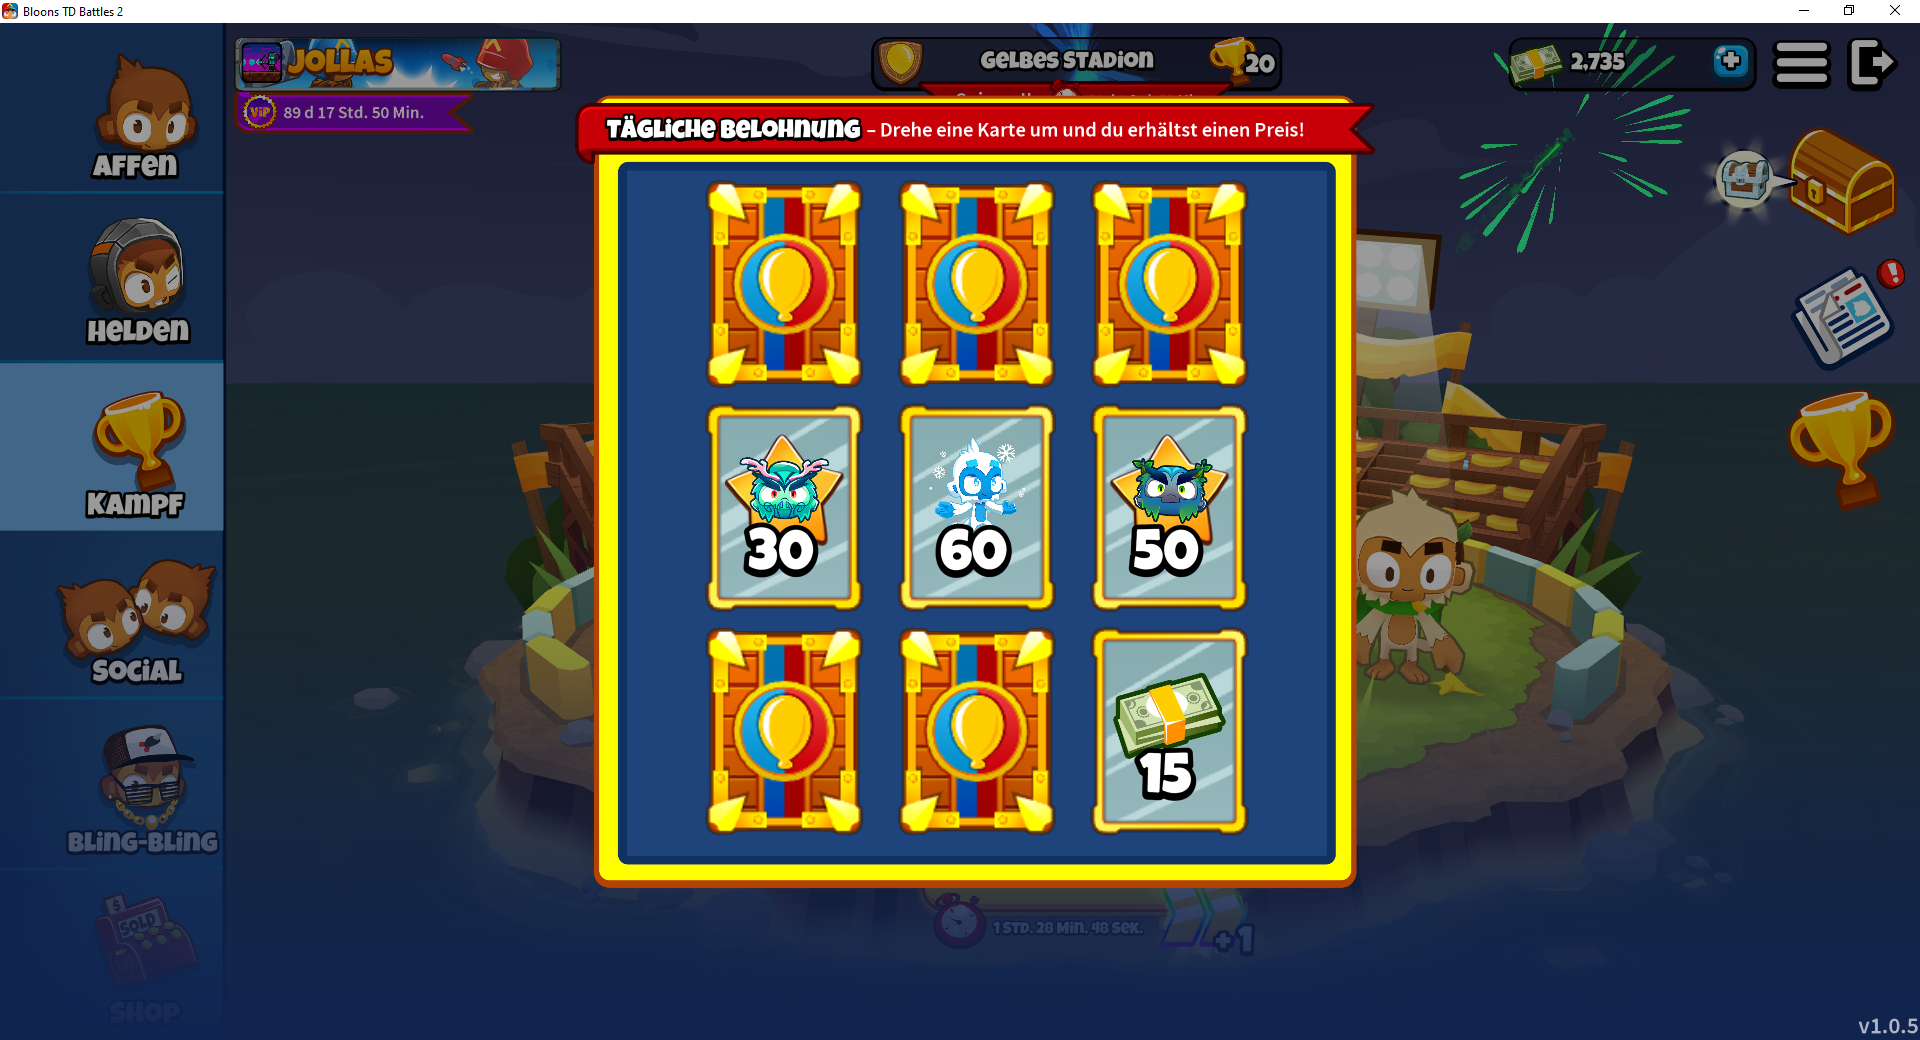 Bloons TD Battles 2
JOLLAS
GELBES STADION
20
2,735
ViP
89 d 17 Std. 50 Min.
TÄGLICHE BELOHNUNG – Drehe eine Karte um und du erhältst einen Preis!
AFFEN
HELDEN
KAMPF
SOCIAL
BLING-BLING
$
SOLD
SHOP
30
60
50
15
1 STD. 28 MIN. 48 SEK.
+1
v1.0.5